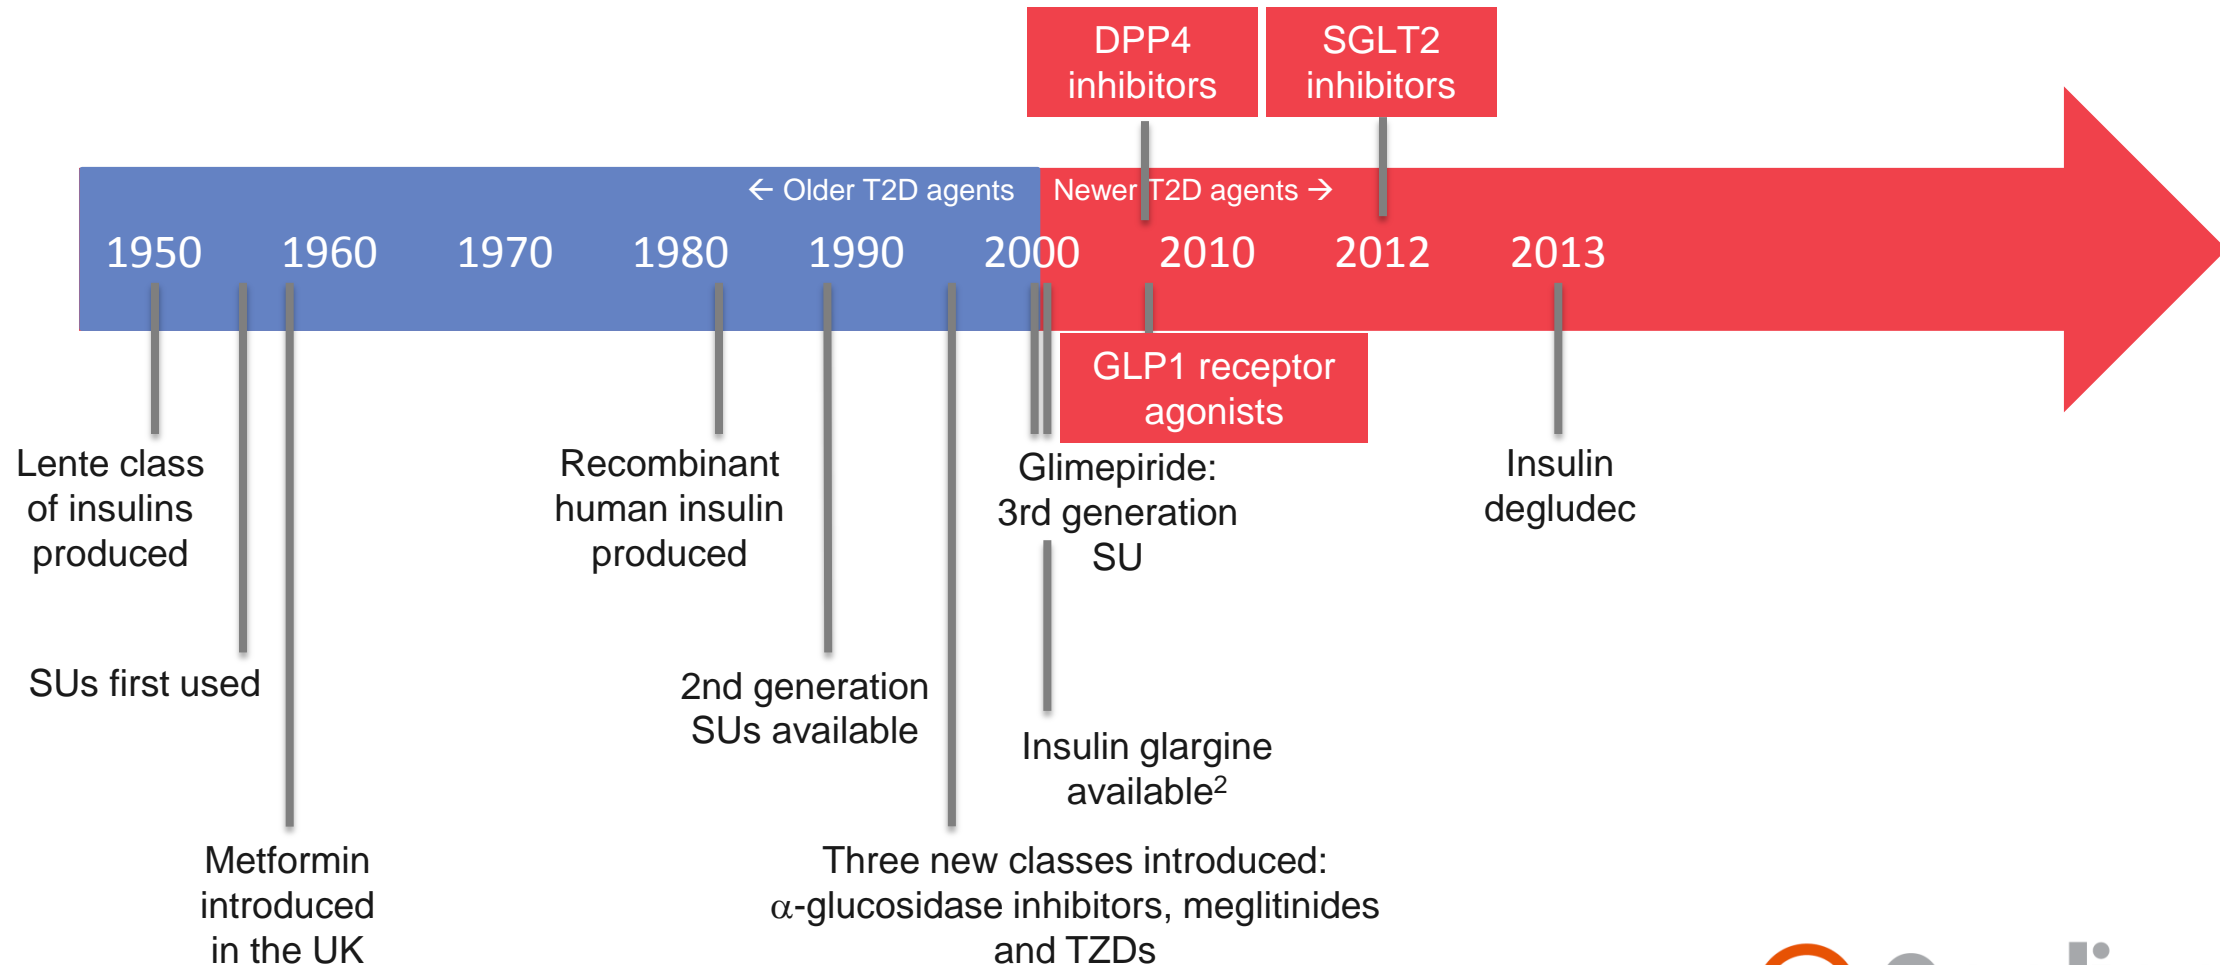 DPP4
inhibitors
SGLT2
inhibitors
← Older T2D agents
Newer T2D agents →
1950 1960 1970 1980 1990 2000 2010 2012 2013
GLP1 receptor
agonists
Lente class
of insulins
produced
Recombinant
human insulin
produced
Glimepiride:
3rd generation
SU
Insulin
degludec
SUs first used
2nd generation
SUs available
Insulin glargine
available²
Metformin
introduced
in the UK
Three new classes introduced:
α-glucosidase inhibitors, meglitinides
and TZDs